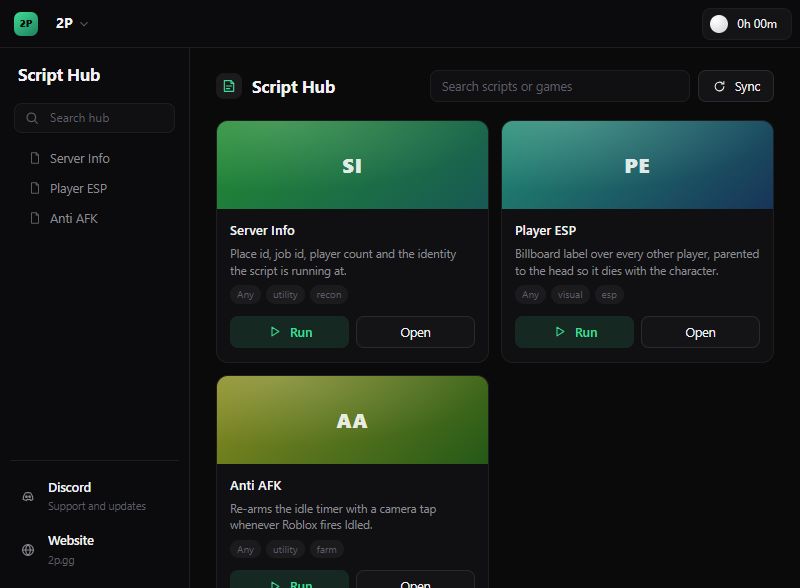 2P
2P
0h 00m
Script Hub
Search hub
Server Info
Player ESP
Anti AFK
Discord
Support and updates
Website
2p.gg
Script Hub
Search scripts or games
Sync
SI
Server Info
Place id, job id, player count and the identity
the script is running at.
Any utility recon
Run Open
PE
Player ESP
Billboard label over every other player, parented
to the head so it dies with the character.
Any visual esp
Run Open
AA
Anti AFK
Re-arms the idle timer with a camera tap
whenever Roblox fires Idled.
Any utility farm
Run Open